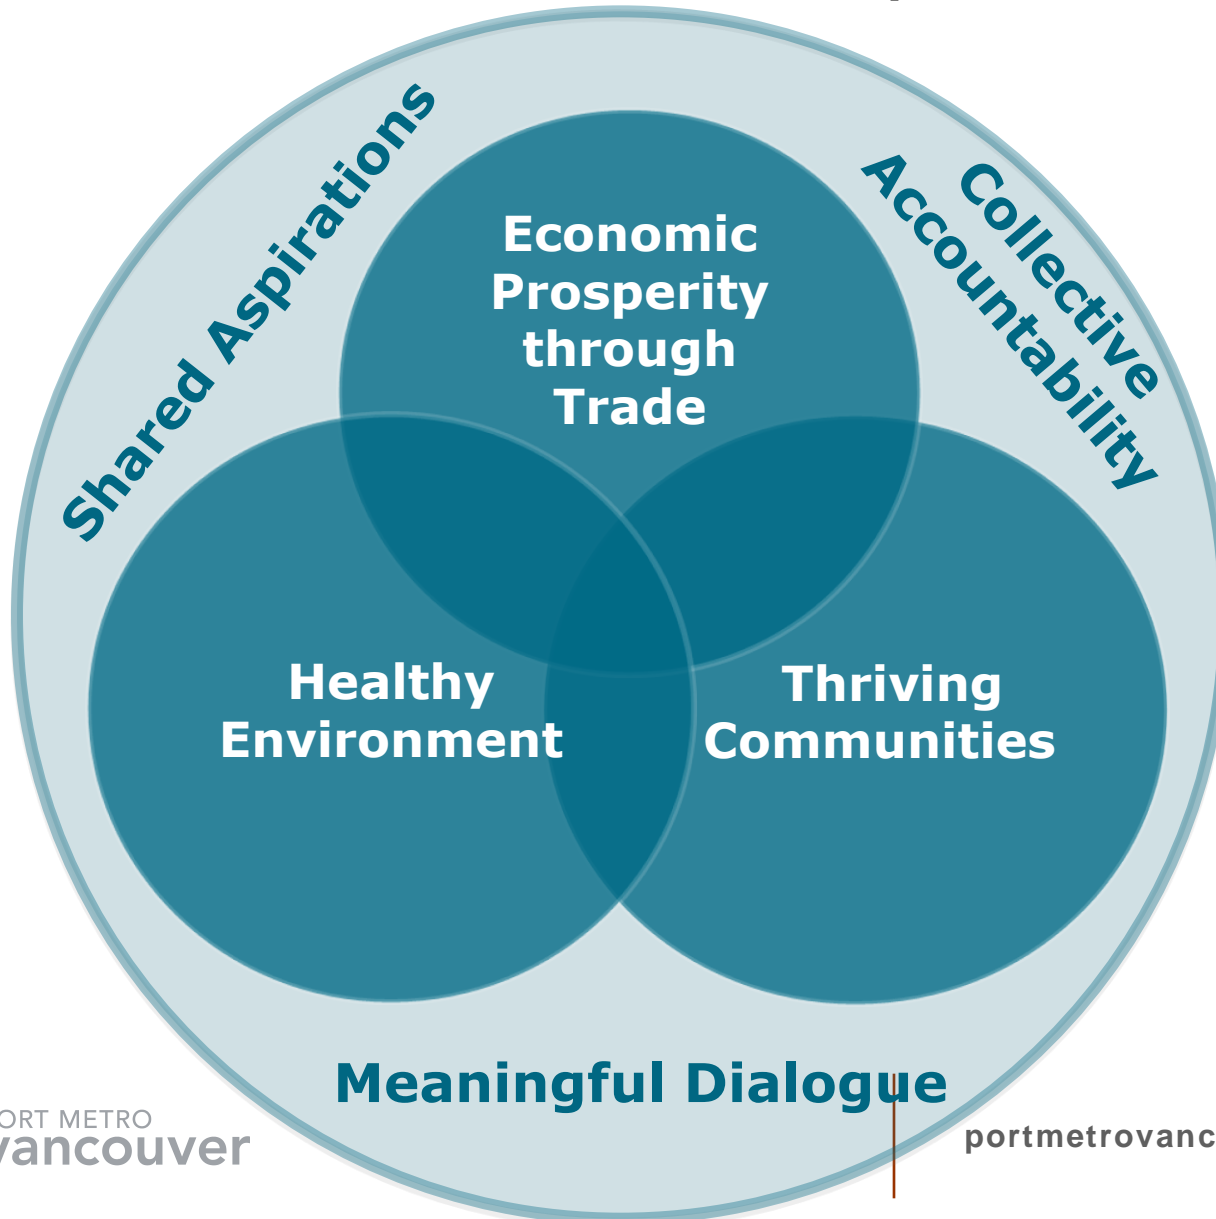 Shared Aspirations
Collective
Accountability
Economic
Prosperity
through
Trade
Healthy
Environment
Thriving
Communities
Meaningful Dialogue
ORT METRO
vancouver
portmetrovanc